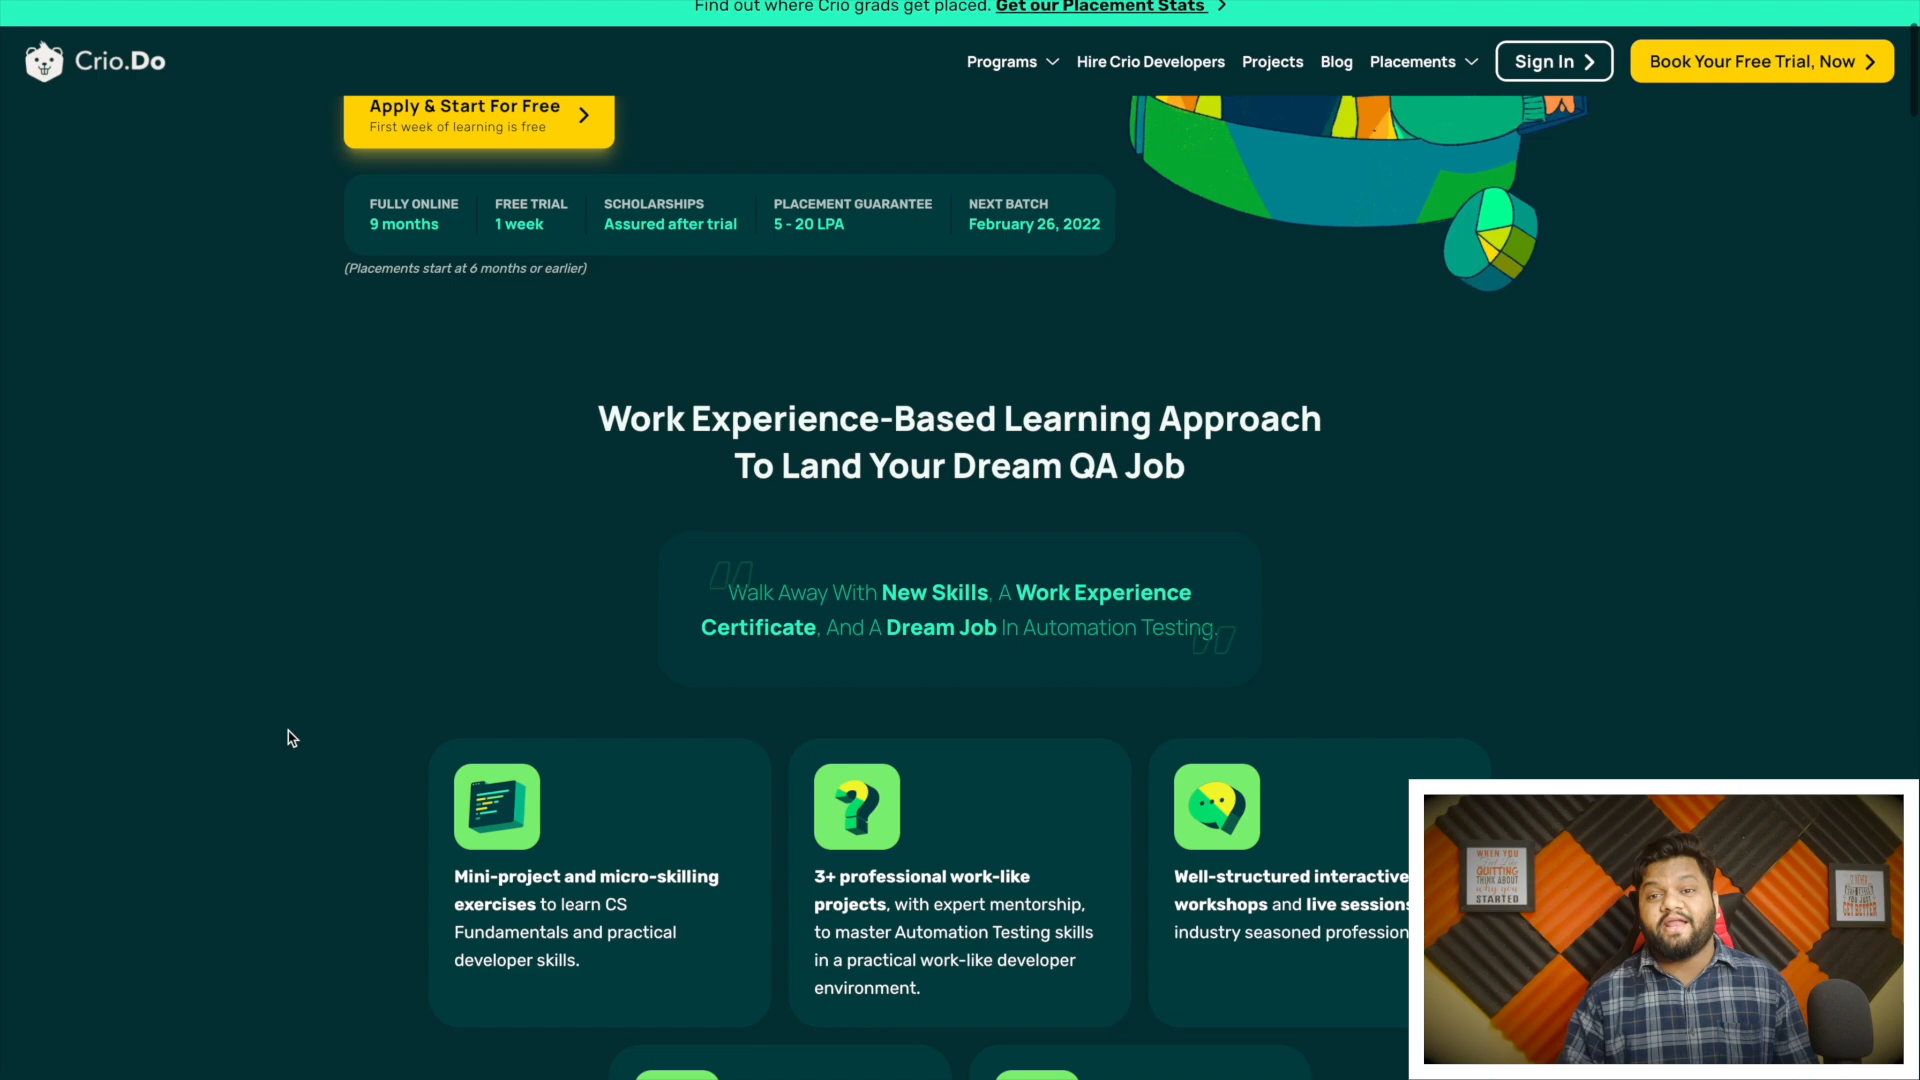 Find out where Crio grads get placed. Get our Placement Stats
Crio.Do
Programs
Hire Crio Developers
Projects
Blog
Placements
Sign In
Book Your Free Trial, Now
Apply & Start For Free
First week of learning is free
FULLY ONLINE
9 months
FREE TRIAL
1 week
SCHOLARSHIPS
Assured after trial
PLACEMENT GUARANTEE
5 - 20 LPA
NEXT BATCH
February 26, 2022
(Placements start at 6 months or earlier)
Work Experience-Based Learning Approach
To Land Your Dream QA Job
Walk Away With New Skills, A Work Experience
Certificate, And A Dream Job In Automation Testing.
Mini-project and micro-skilling
exercises to learn CS
Fundamentals and practical
developer skills.
3+ professional work-like
projects, with expert mentorship,
to master Automation Testing skills
in a practical work-like developer
environment.
Well-structured interactive
workshops and live sessions
industry seasoned profession
WHEN YOU
QUITTING
THINK ABOUT
WHY YOU
STARTED
GET BETTER